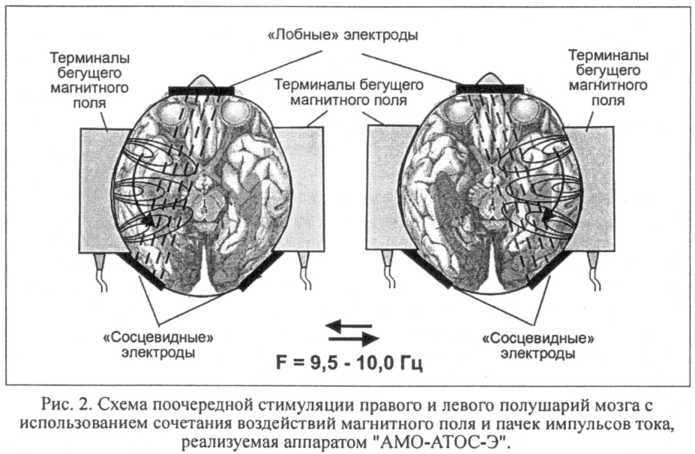 «Лобные» электроды
Терминалы
бегущего
магнитного
поля
Терминалы бегущего
магнитного поля
Терминалы
бегущего
магнитного
поля
«Сосцевидные»
электроды
«Сосцевидные»
электроды
F = 9,5 - 10,0 Гц
Рис. 2. Схема поочередной стимуляции правого и левого полушарий мозга с
использованием сочетания воздействий магнитного поля и пачек импульсов тока,
реализуемая аппаратом "АМО-АТОС-Э".